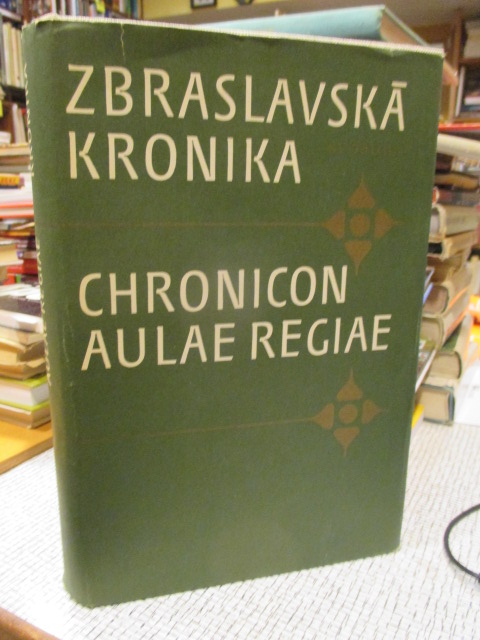 ZBRASLAVSKÁ
KRONIKA
CHRONICON
AULAE REGIAE